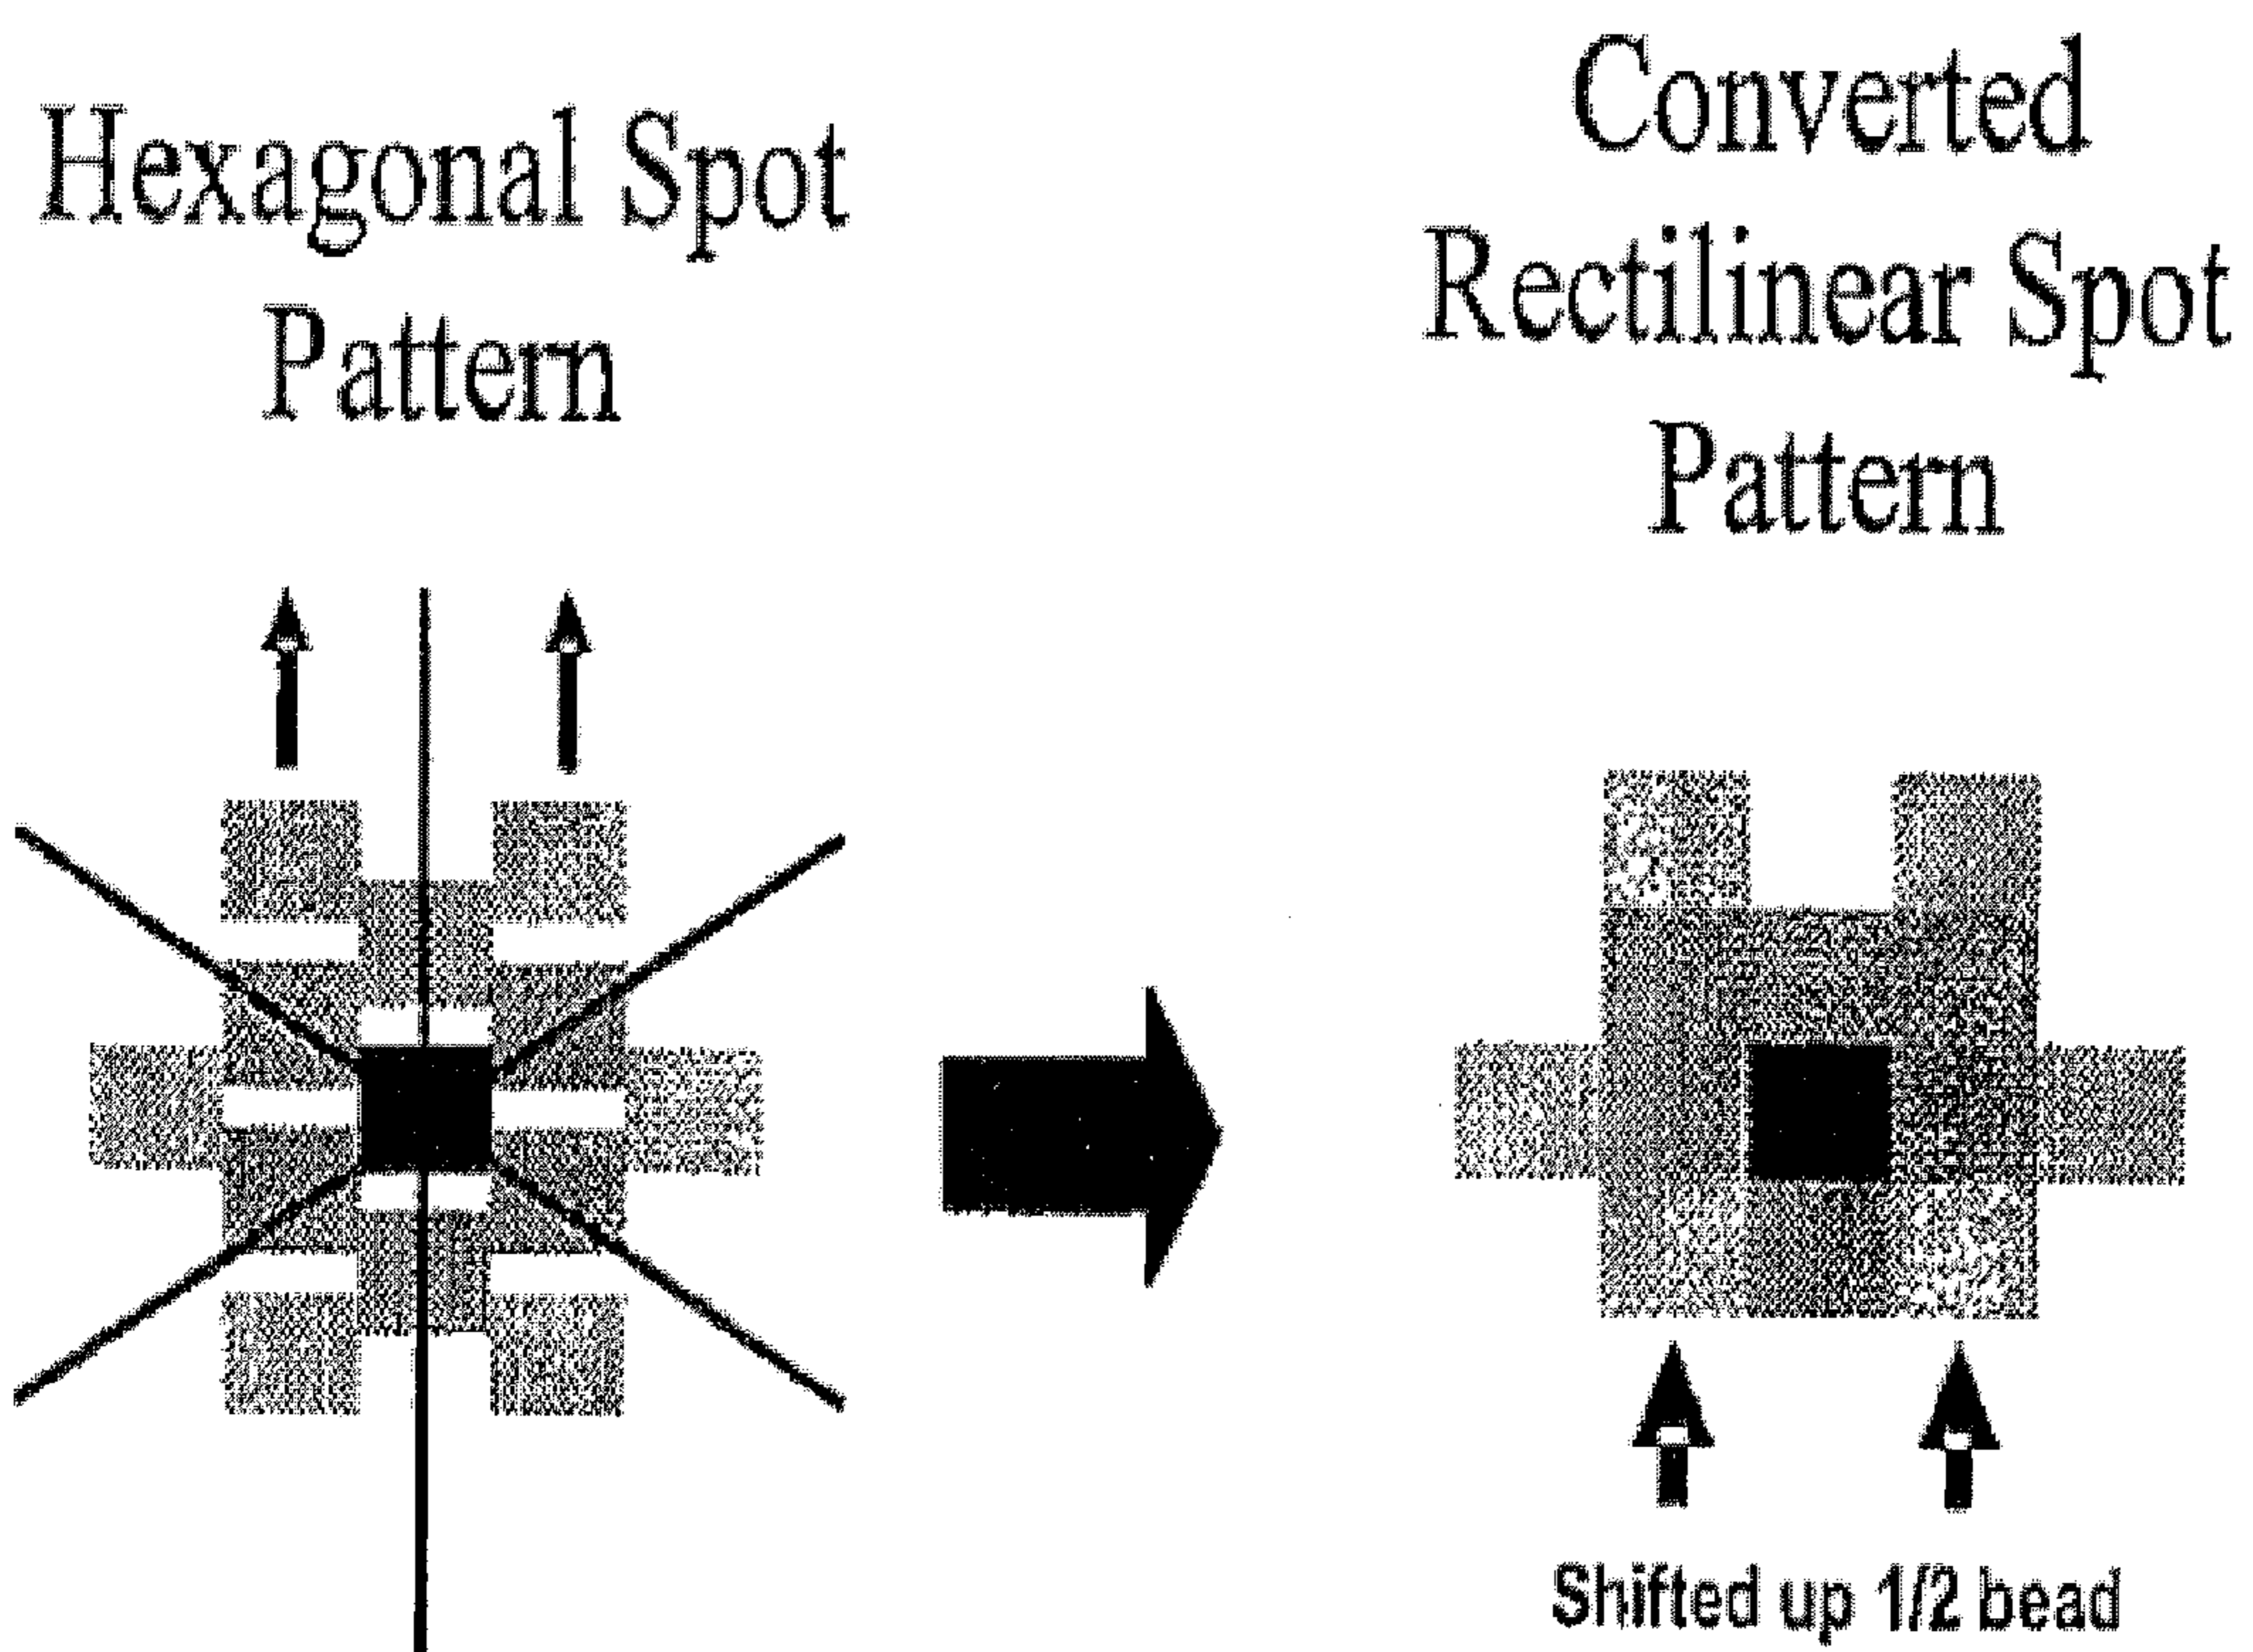 Hexagonal Spot
Pattern
Converted
Rectilinear Spot
Pattern
Shifted up 1/2 bead